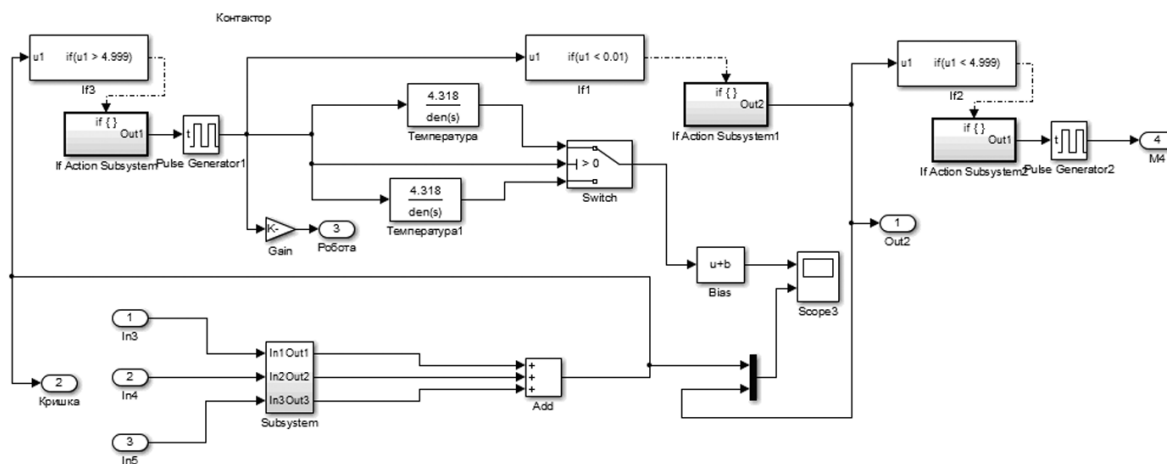 Контактор
u1 if(u1 > 4.999)
If3
if { }
Out1
If Action Subsystem
t
Pulse Generator1
u1 if(u1 < 0.01)
If1
if { }
Out2
If Action Subsystem1
u1 if(u1 < 4.999)
If2
if { }
Out1
If Action Subsystem2
t
Pulse Generator2
4
M4
4.318
den(s)
Температура
> 0
Switch
4.318
den(s)
Температура1
K-
Gain
3
Робота
1
Out2
u+b
Bias
Scope3
1
In3
2
In4
3
In5
2
Кришка
In1 Out1
In2 Out2
In3 Out3
Subsystem
+
+
+
Add